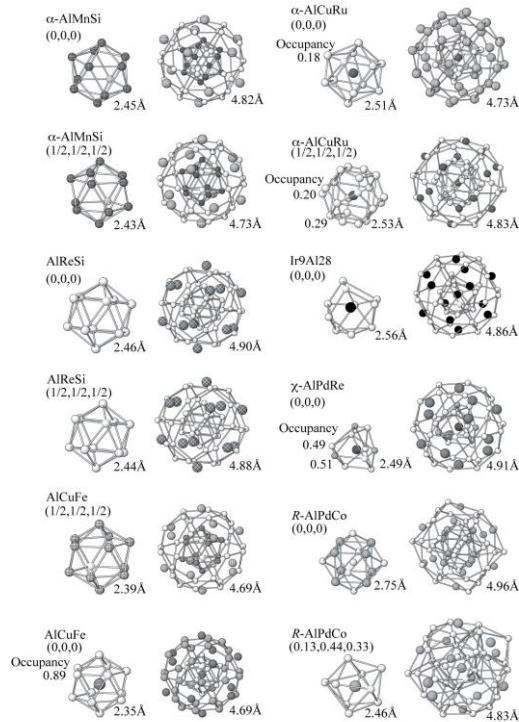 α-AlMnSi
(0,0,0)
2.45Å
4.82Å
α-AlMnSi
(1/2,1/2,1/2)
2.43Å
4.73Å
AlReSi
(0,0,0)
2.46Å
4.90Å
AlReSi
(1/2,1/2,1/2)
2.44Å
4.88Å
AlCuFe
(1/2,1/2,1/2)
2.39Å
4.69Å
AlCuFe
(0,0,0)
Occupancy
0.89
2.35Å
4.69Å
α-AlCuRu
(0,0,0)
Occupancy
0.18
2.51Å
4.73Å
α-AlCuRu
(1/2,1/2,1/2)
Occupancy
0.20
0.29
2.53Å
4.83Å
Ir9Al28
(0,0,0)
2.56Å
4.86Å
χ-AlPdRe
(0,0,0)
Occupancy
0.49
0.51
2.49Å
4.91Å
R-AlPdCo
(0,0,0)
2.75Å
4.96Å
R-AlPdCo
(0.13,0.44,0.33)
2.46Å
4.83Å